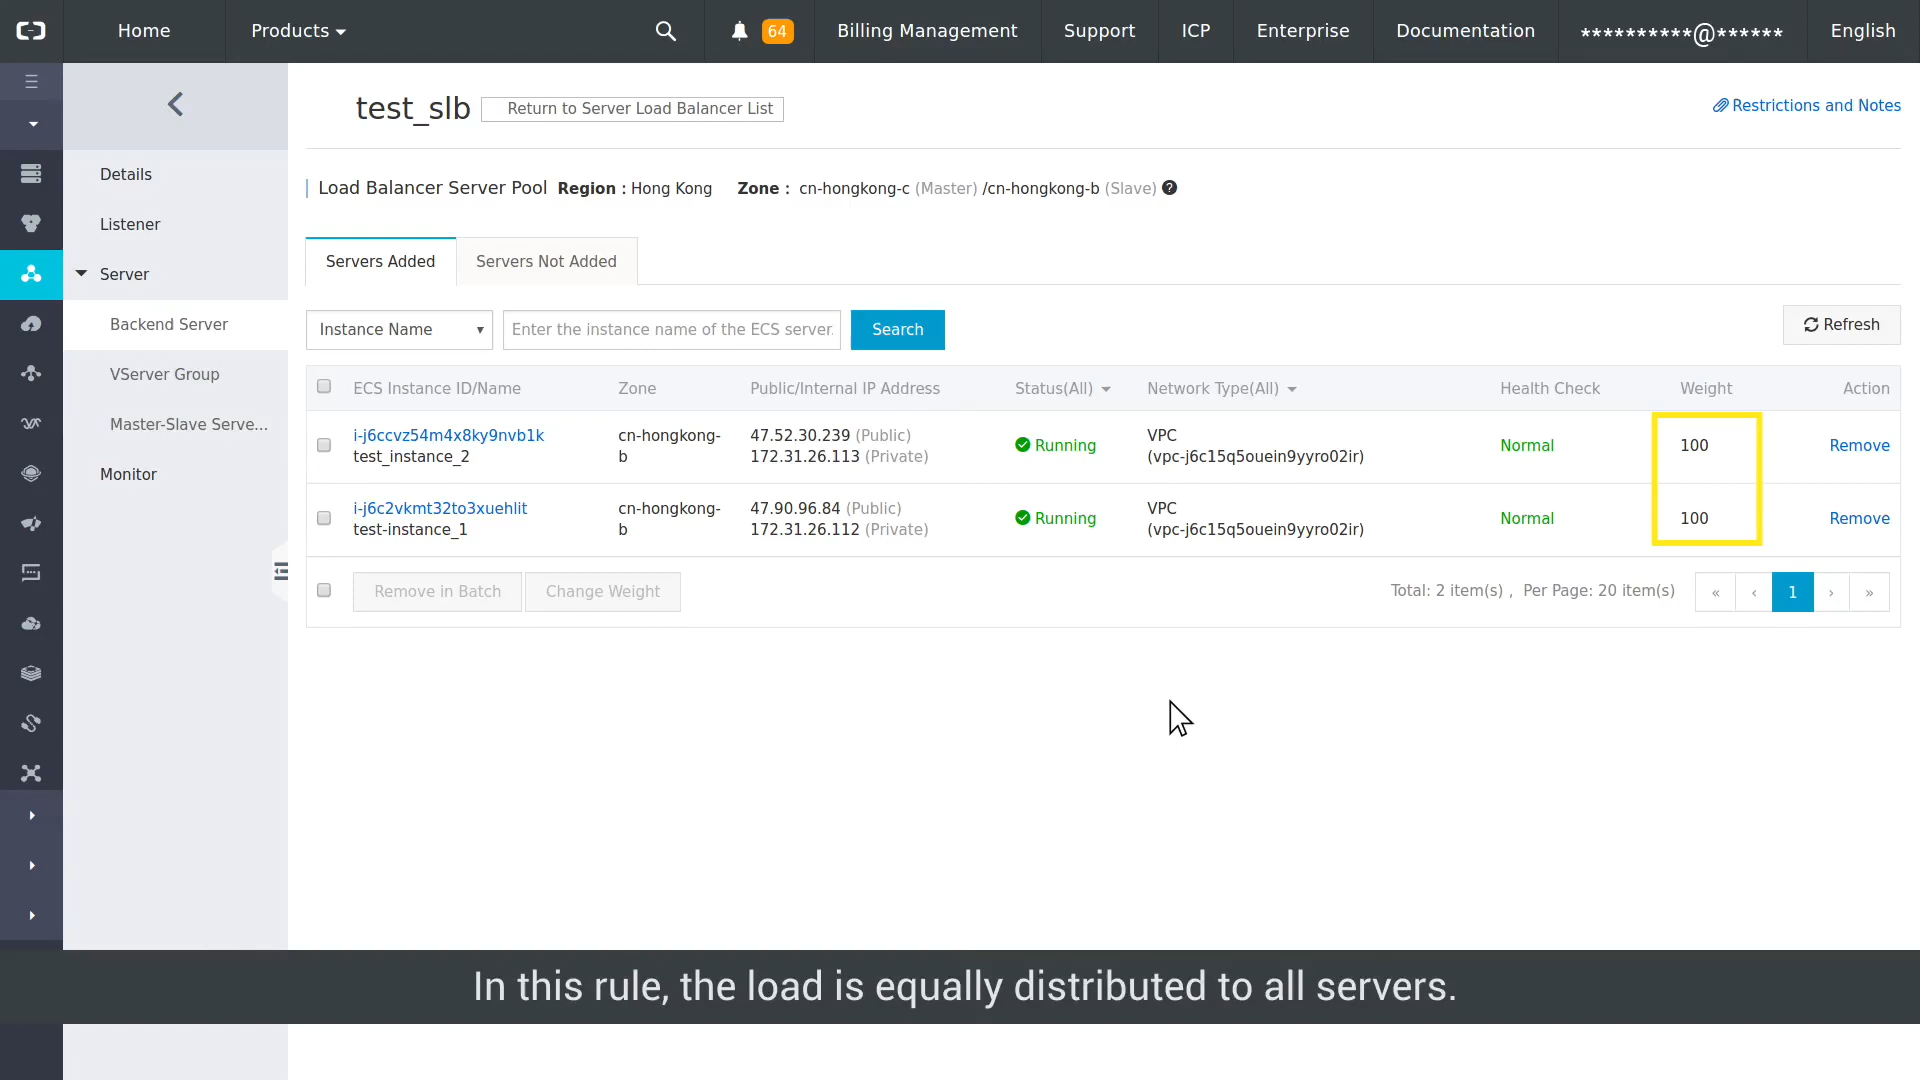 Home
Products
64
Billing Management
Support
ICP
Enterprise
Documentation
**********@******
English
test_slb
Return to Server Load Balancer List
Restrictions and Notes
Details
Listener
Server
Backend Server
VServer Group
Master-Slave Serve...
Monitor
Load Balancer Server Pool Region : Hong Kong Zone : cn-hongkong-c (Master) /cn-hongkong-b (Slave) ?
Servers Added
Servers Not Added
Instance Name
Enter the instance name of the ECS server.
Search
Refresh
ECS Instance ID/Name Zone Public/Internal IP Address Status(All) Network Type(All) Health Check Weight Action
i-j6ccvz54m4x8ky9nvb1k cn-hongkong- 47.52.30.239 (Public) Running VPC Normal 100 Remove
test_instance_2 b 172.31.26.113 (Private) (vpc-j6c15q5ouein9yyro02ir)
i-j6c2vkmt32to3xuehlit cn-hongkong- 47.90.96.84 (Public) Running VPC Normal 100 Remove
test-instance_1 b 172.31.26.112 (Private) (vpc-j6c15q5ouein9yyro02ir)
Remove in Batch
Change Weight
Total: 2 item(s) , Per Page: 20 item(s)
« ‹ 1 › »
In this rule, the load is equally distributed to all servers.